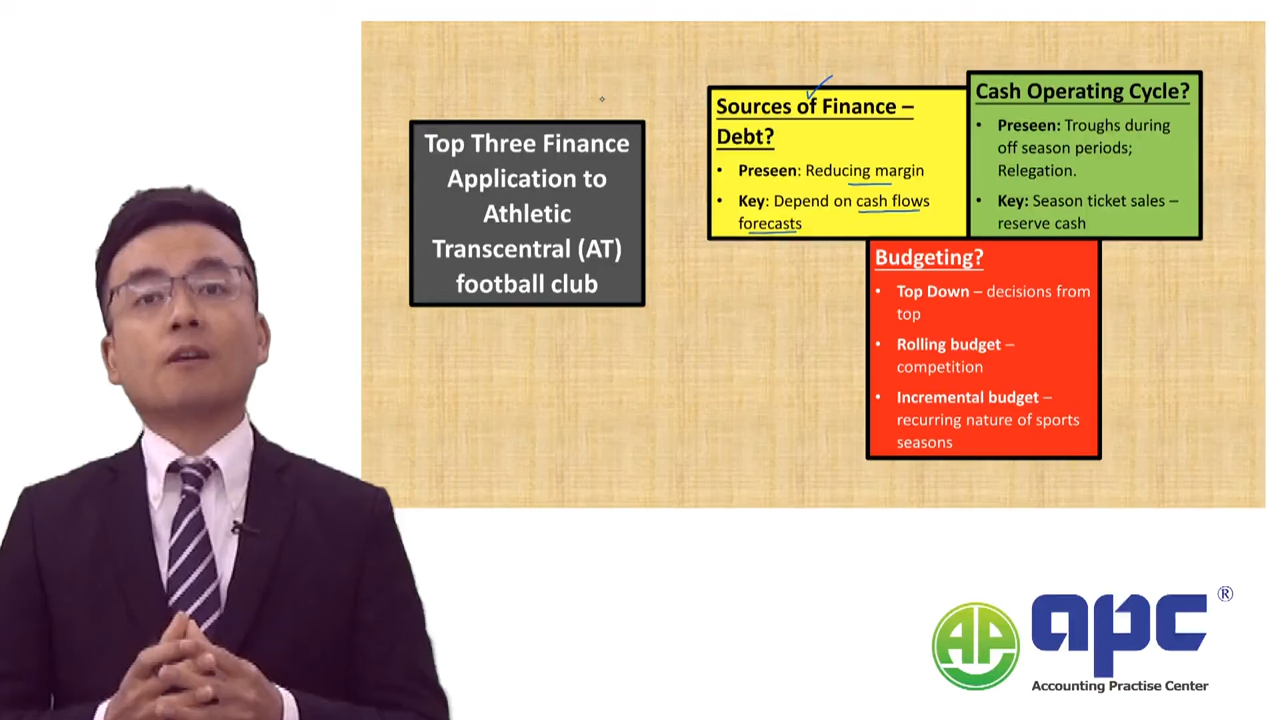 Top Three Finance
Application to
Athletic
Transcentral (AT)
football club
Sources of Finance –
Debt?
• Preseen: Reducing margin
• Key: Depend on cash flows
forecasts
Cash Operating Cycle?
• Preseen: Troughs during
off season periods;
Relegation.
• Key: Season ticket sales –
reserve cash
Budgeting?
• Top Down – decisions from
top
• Rolling budget –
competition
• Incremental budget –
recurring nature of sports
seasons
AP
apc®
Accounting Practise Center